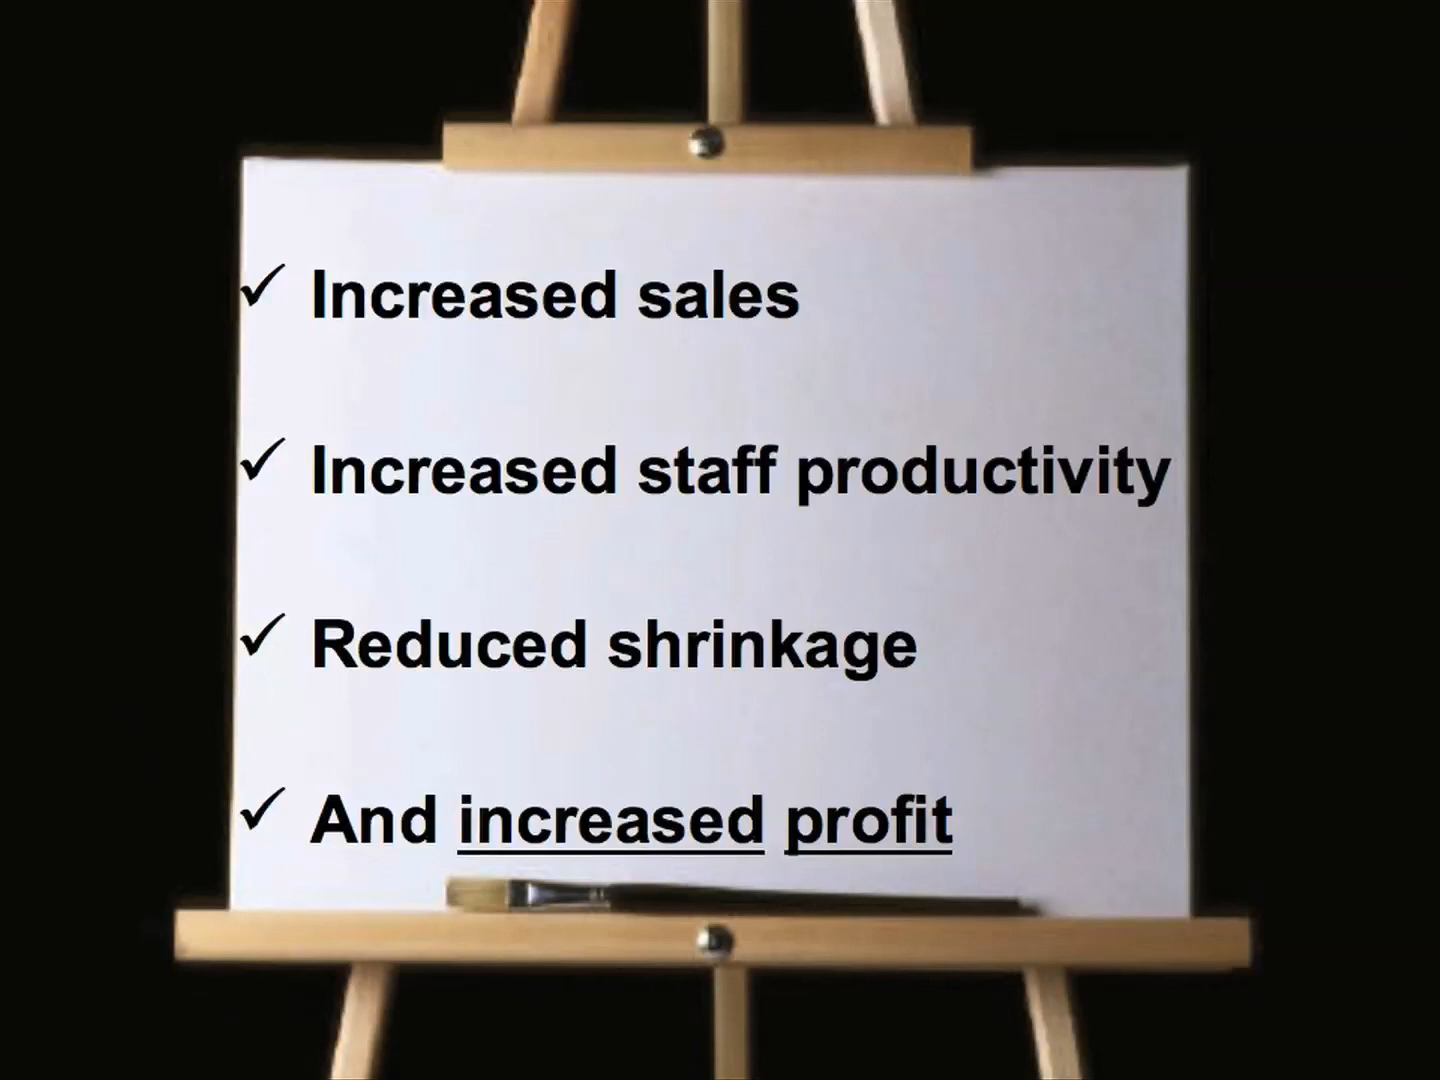 ✓ Increased sales
✓ Increased staff productivity
✓ Reduced shrinkage
✓ And increased profit